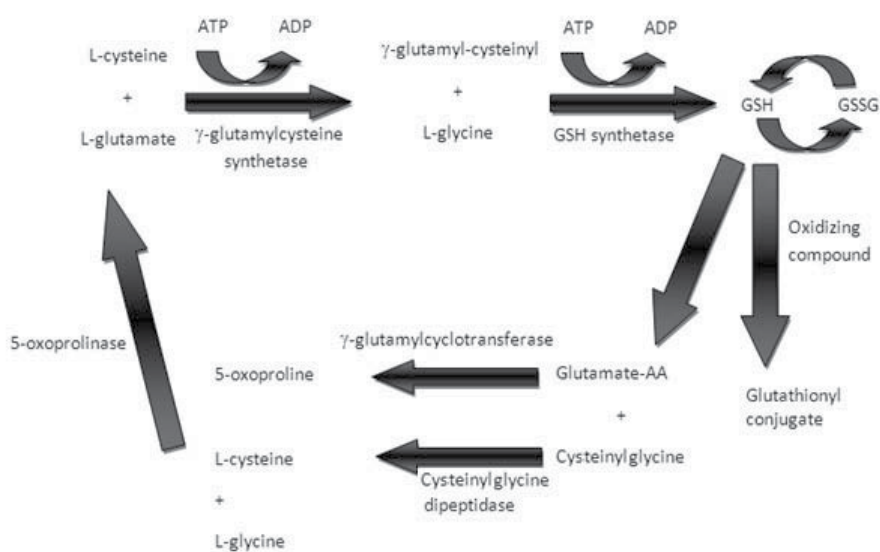 ATP
ADP
L-cysteine
+
L-glutamate
γ-glutamylcysteine
synthetase
γ-glutamyl-cysteinyl
+
L-glycine
ATP
ADP
GSH synthetase
GSH
GSSG
Oxidizing
compound
Glutathionyl
conjugate
Glutamate-AA
+
Cysteinylglycine
γ-glutamylcyclotransferase
Cysteinylglycine
dipeptidase
5-oxoproline
L-cysteine
+
L-glycine
5-oxoprolinase